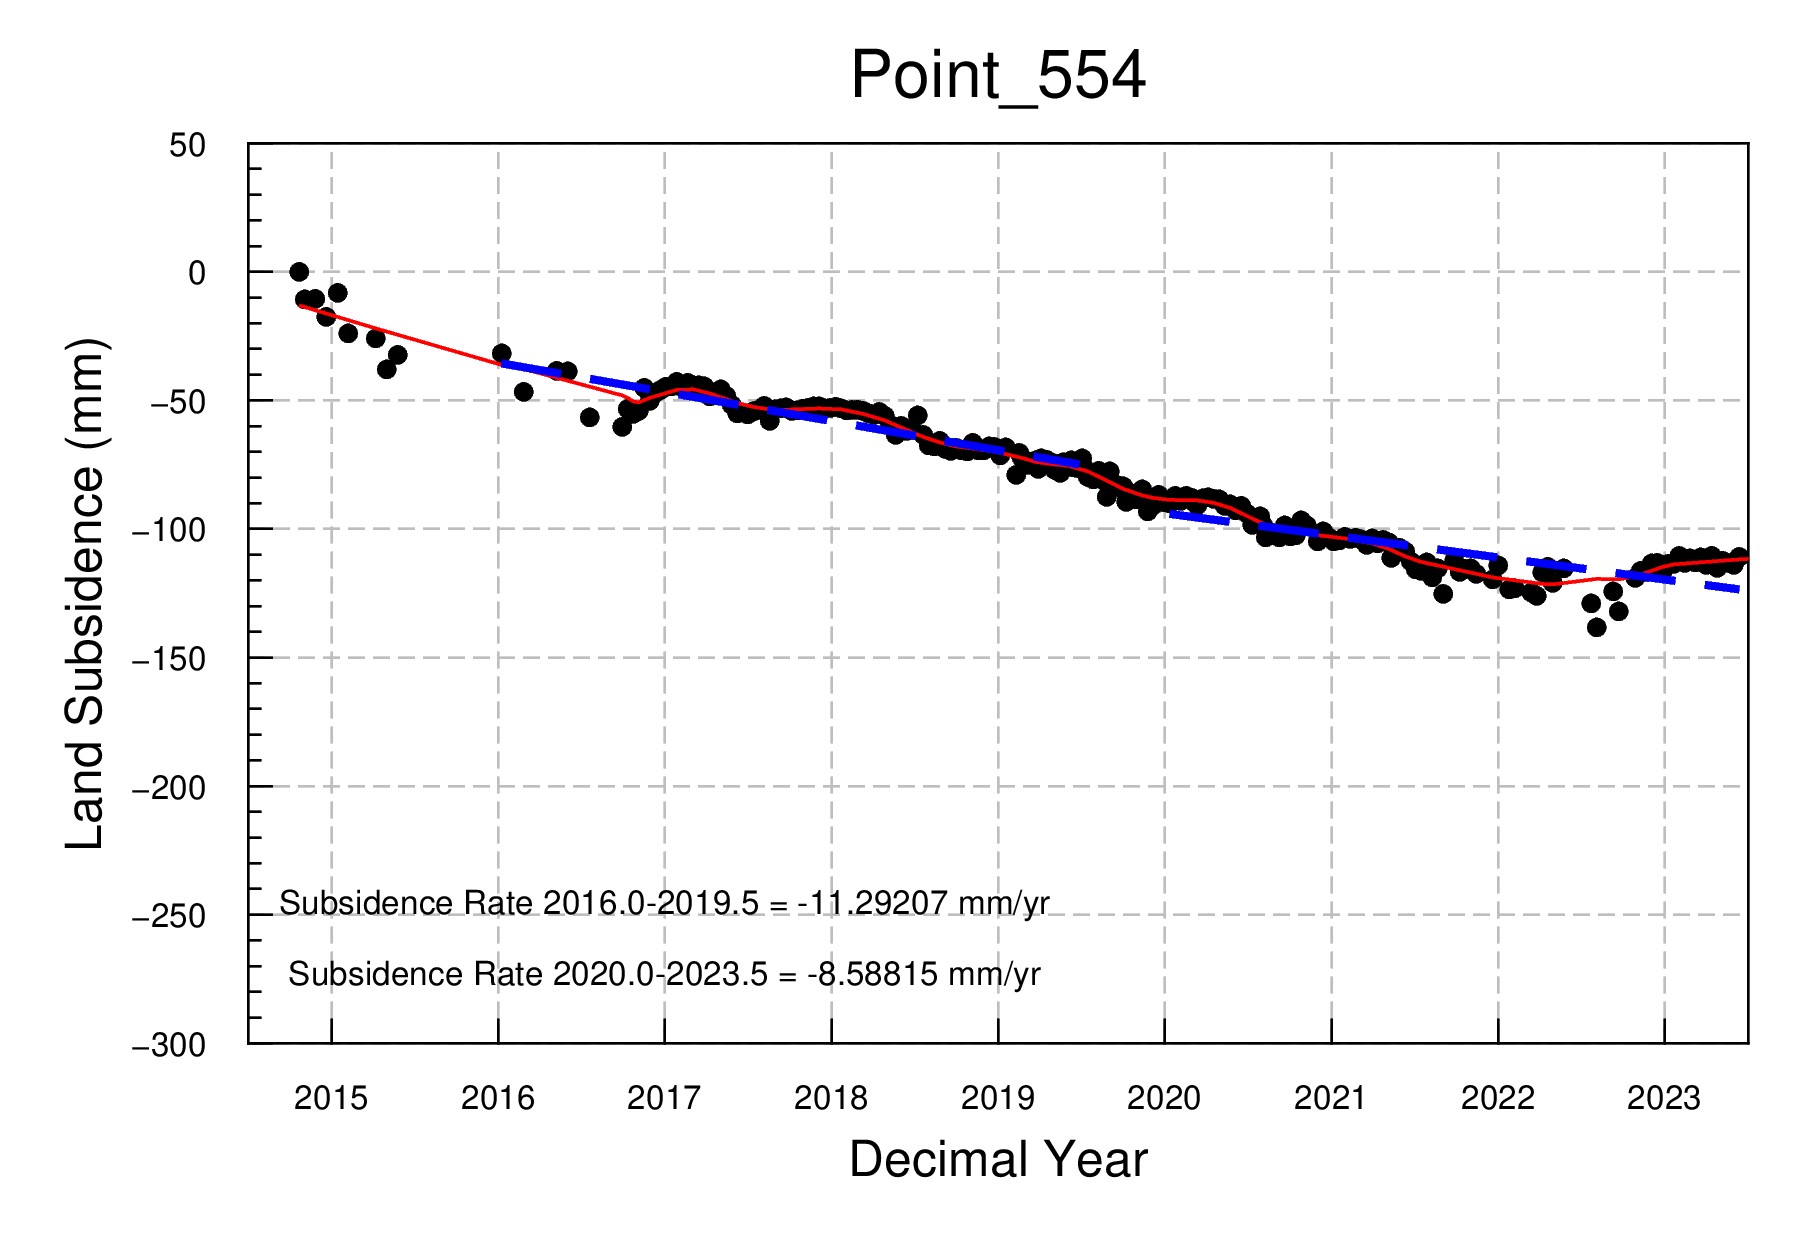 Point_554
50
0
−50
−100
−150
−200
−250
−300
Land Subsidence (mm)
Subsidence Rate 2016.0-2019.5 = -11.29207 mm/yr
Subsidence Rate 2020.0-2023.5 = -8.58815 mm/yr
2015 2016 2017 2018 2019 2020 2021 2022 2023
Decimal Year